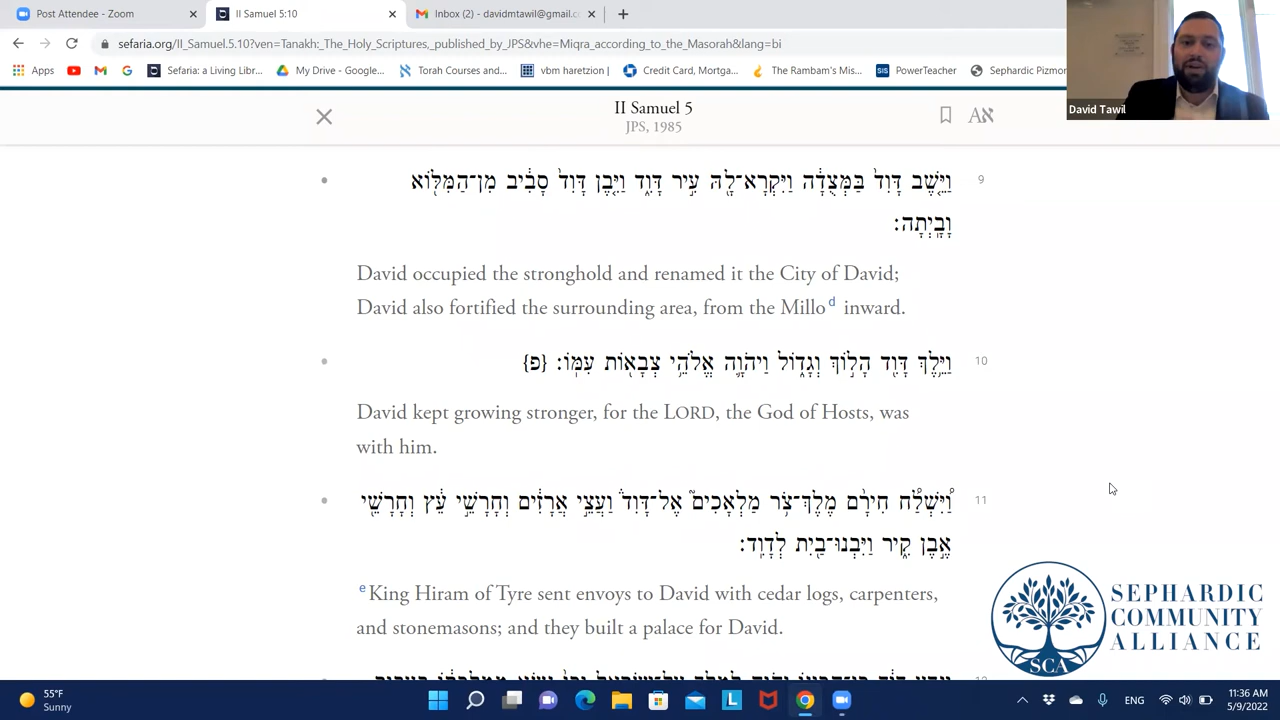 Post Attendee - Zoom
II Samuel 5:10
Inbox (2) - davidmtawil@gmail.c
sefaria.org/II_Samuel.5.10?ven=Tanakh:_The_Holy_Scriptures,_published_by_JPS&vhe=Miqra_according_to_the_Masorah&lang=bi
Apps
Sefaria: a Living Libr...
My Drive - Google...
Torah Courses and...
vbm haretzion
Credit Card, Mortga...
The Rambam's Mis...
PowerTeacher
Sephardic Pizmon
David Tawil
II Samuel 5
JPS, 1985
9
וַיֵּ֤שֶׁב דָּוִד֙ בַּמְּצֻדָ֔ה וַיִּקְרָא־לָ֖הּ עִ֣יר דָּוִ֑ד וַיִּ֤בֶן דָּוִד֙ סָבִ֔יב מִן־הַמִּלּ֖וֹא
וָבָֽיְתָה׃
David occupied the stronghold and renamed it the City of David;
David also fortified the surrounding area, from the Millo d inward.
10
וַיֵּ֥לֶךְ דָּוִ֖ד הָל֣וֹךְ וְגָד֑וֹל וַיהֹוָ֛ה אֱלֹהֵ֥י צְבָא֖וֹת עִמּֽוֹ׃ {פ}
David kept growing stronger, for the LORD, the God of Hosts, was
with him.
11
וַ֠יִּשְׁלַ֠ח חִירָ֨ם מֶלֶךְ־צֹ֥ר מַלְאָכִים֮ אֶל־דָּוִד֒ וַעֲצֵ֣י אֲרָזִ֔ים וְחָרָשֵׁ֣י עֵ֔ץ וְחָרָשֵׁ֖י
אֶ֣בֶן קִ֑יר וַיִּבְנוּ־בַ֖יִת לְדָוִֽד׃
e King Hiram of Tyre sent envoys to David with cedar logs, carpenters,
and stonemasons; and they built a palace for David.
SEPHARDIC
COMMUNITY
ALLIANCE
SCA
55°F
Sunny
ENG
11:36 AM
5/9/2022